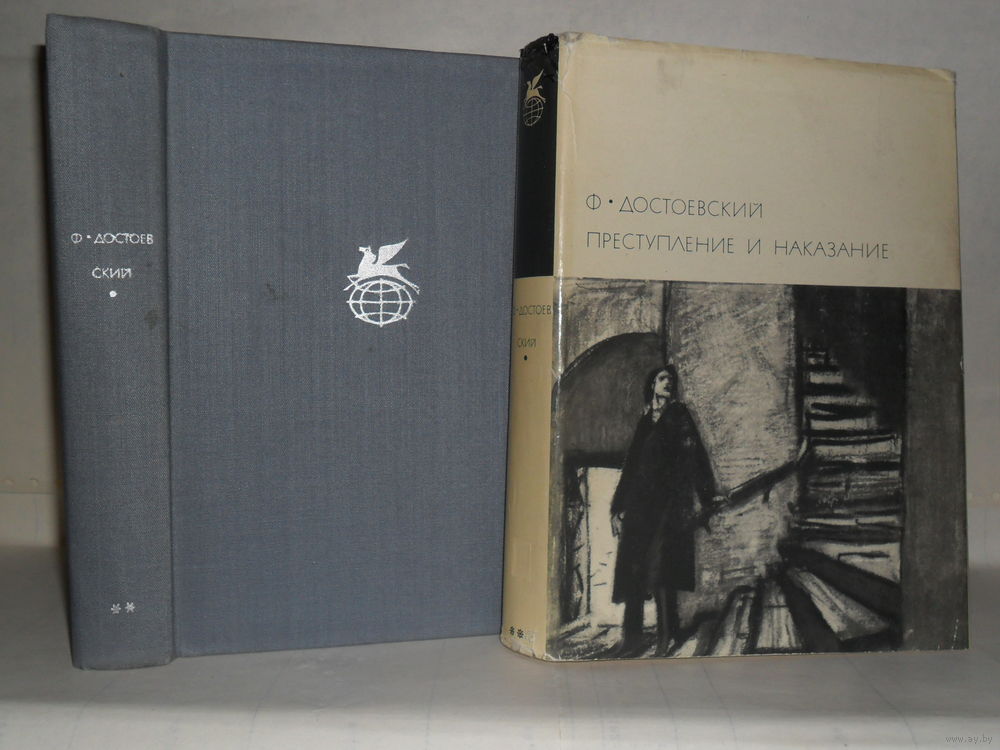 Ф • ДОСТОЕВ
СКИЙ
•
**
Ф • ДОСТОЕВСКИЙ
ПРЕСТУПЛЕНИЕ И НАКАЗАНИЕ
• ДОСТОЕВ
СКИЙ
•
**
www.ay.by